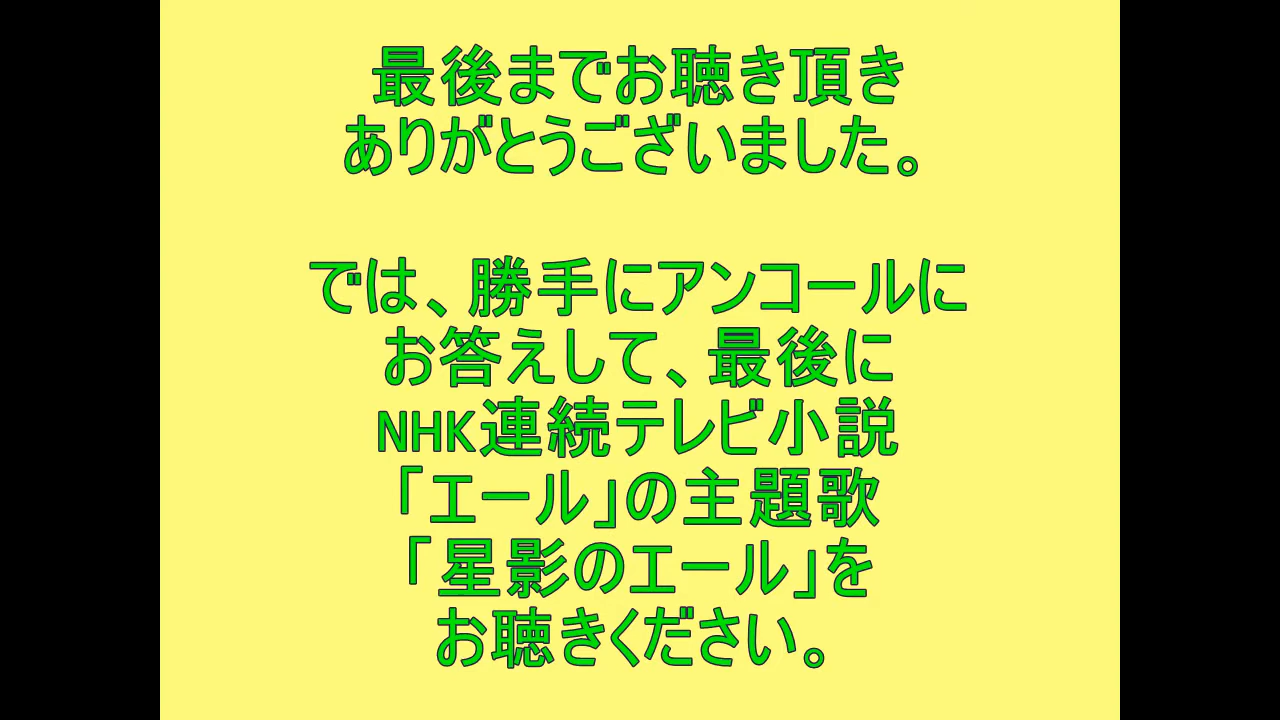 最後までお聴き頂き
ありがとうございました。
では、勝手にアンコールに
お答えして、最後に
NHK連続テレビ小説
「エール」の主題歌
「星影のエール」を
お聴きください。